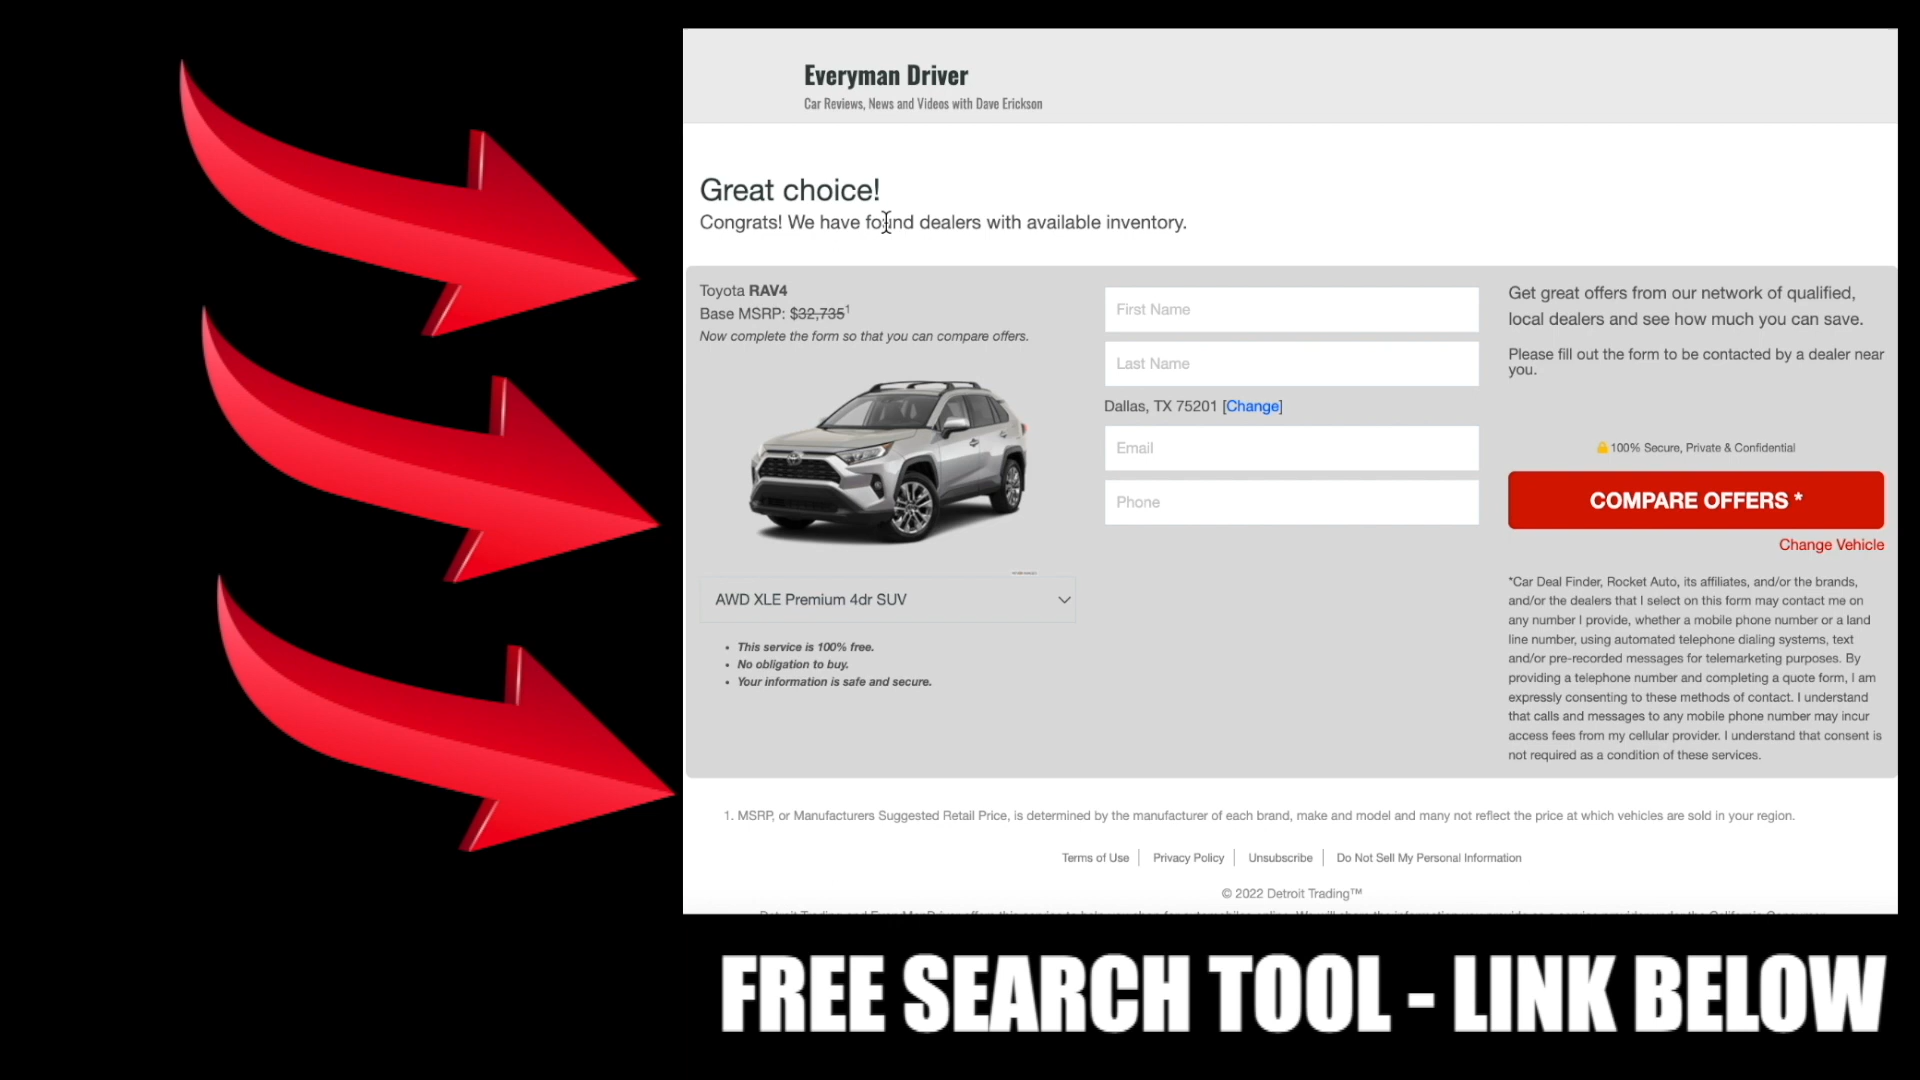 Everyman Driver
Car Reviews, News and Videos with Dave Erickson
Great choice!
Congrats! We have found dealers with available inventory.
Toyota RAV4
Base MSRP: $32,735¹
Now complete the form so that you can compare offers.
AWD XLE Premium 4dr SUV
• This service is 100% free.
• No obligation to buy.
• Your information is safe and secure.
First Name
Last Name
Dallas, TX 75201 [Change]
Email
Phone
Get great offers from our network of qualified,
local dealers and see how much you can save.
Please fill out the form to be contacted by a dealer near
you.
100% Secure, Private & Confidential
COMPARE OFFERS *
Change Vehicle
*Car Deal Finder, Rocket Auto, its affiliates, and/or the brands,
and/or the dealers that I select on this form may contact me on
any number I provide, whether a mobile phone number or a land
line number, using automated telephone dialing systems, text
and/or pre-recorded messages for telemarketing purposes. By
providing a telephone number and completing a quote form, I am
expressly consenting to these methods of contact. I understand
that calls and messages to any mobile phone number may incur
access fees from my cellular provider. I understand that consent is
not required as a condition of these services.
1. MSRP, or Manufacturers Suggested Retail Price, is determined by the manufacturer of each brand, make and model and many not reflect the price at which vehicles are sold in your region.
Terms of Use | Privacy Policy | Unsubscribe | Do Not Sell My Personal Information
© 2022 Detroit Trading™
FREE SEARCH TOOL - LINK BELOW